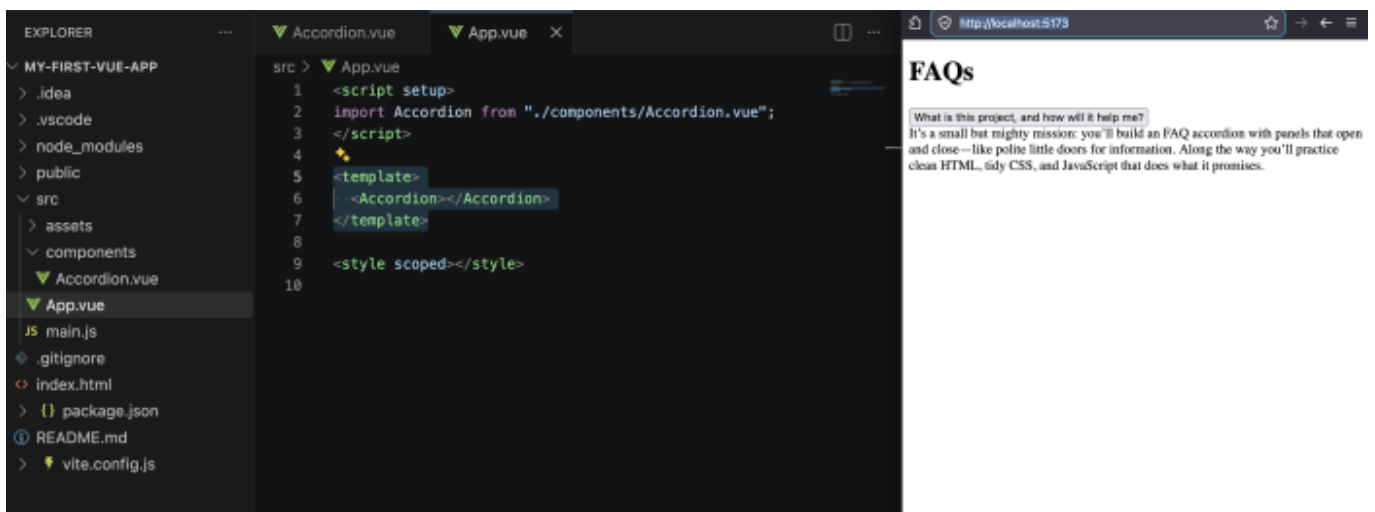 EXPLORER ...
MY-FIRST-VUE-APP
.idea
.vscode
node_modules
public
src
assets
components
Accordion.vue
App.vue
JS main.js
.gitignore
index.html
{} package.json
README.md
vite.config.js
Accordion.vue App.vue ...
src > App.vue
1 <script setup>
2 import Accordion from "./components/Accordion.vue";
3 </script>
4
5 <template>
6 <Accordion></Accordion>
7 </template>
8
9 <style scoped></style>
10
http://localhost:5173
FAQs
What is this project, and how will it help me?
It's a small but mighty mission: you'll build an FAQ accordion with panels that open
and close—like polite little doors for information. Along the way you'll practice
clean HTML, tidy CSS, and JavaScript that does what it promises.